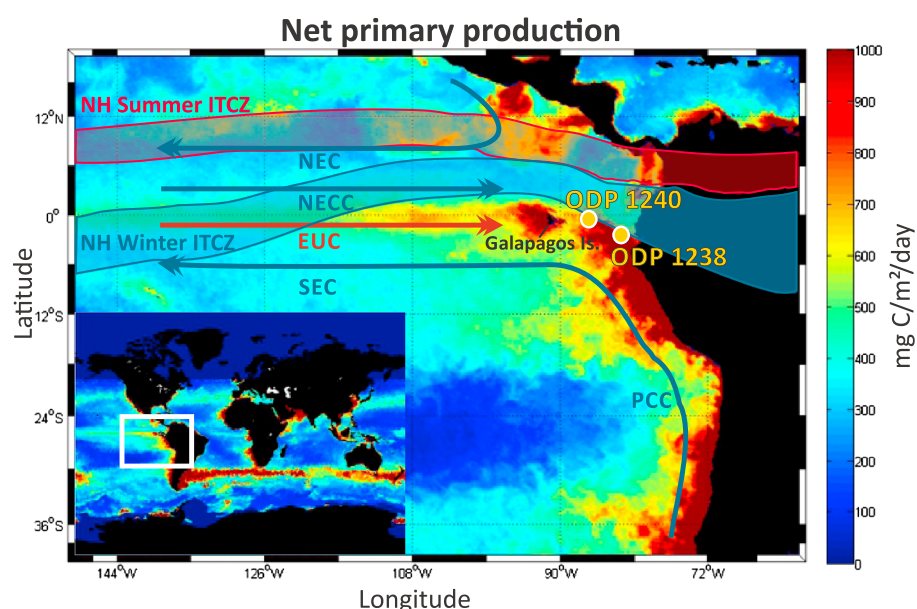 Net primary production
NH Summer ITCZ
NEC
NECC
NH Winter ITCZ
EUC
SEC
ODP 1240
Galapagos Is.
ODP 1238
PCC
Latitude
12°N
0°
12°S
24°S
36°S
144°W
126°W
108°W
90°W
72°W
Longitude
1000
900
800
700
600
500
400
300
200
100
0
mg C/m²/day